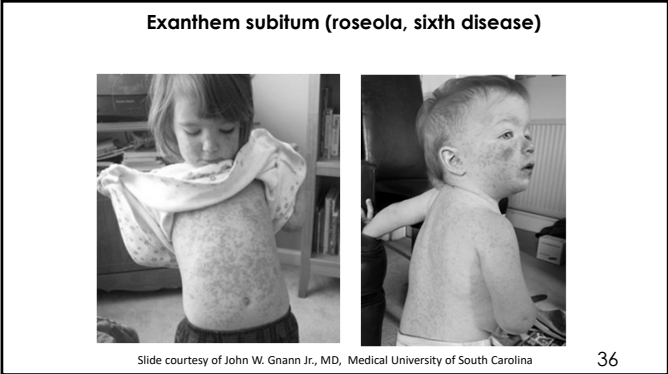 Exanthem subitum (roseola, sixth disease)
Slide courtesy of John W. Gnann Jr., MD, Medical University of South Carolina
36